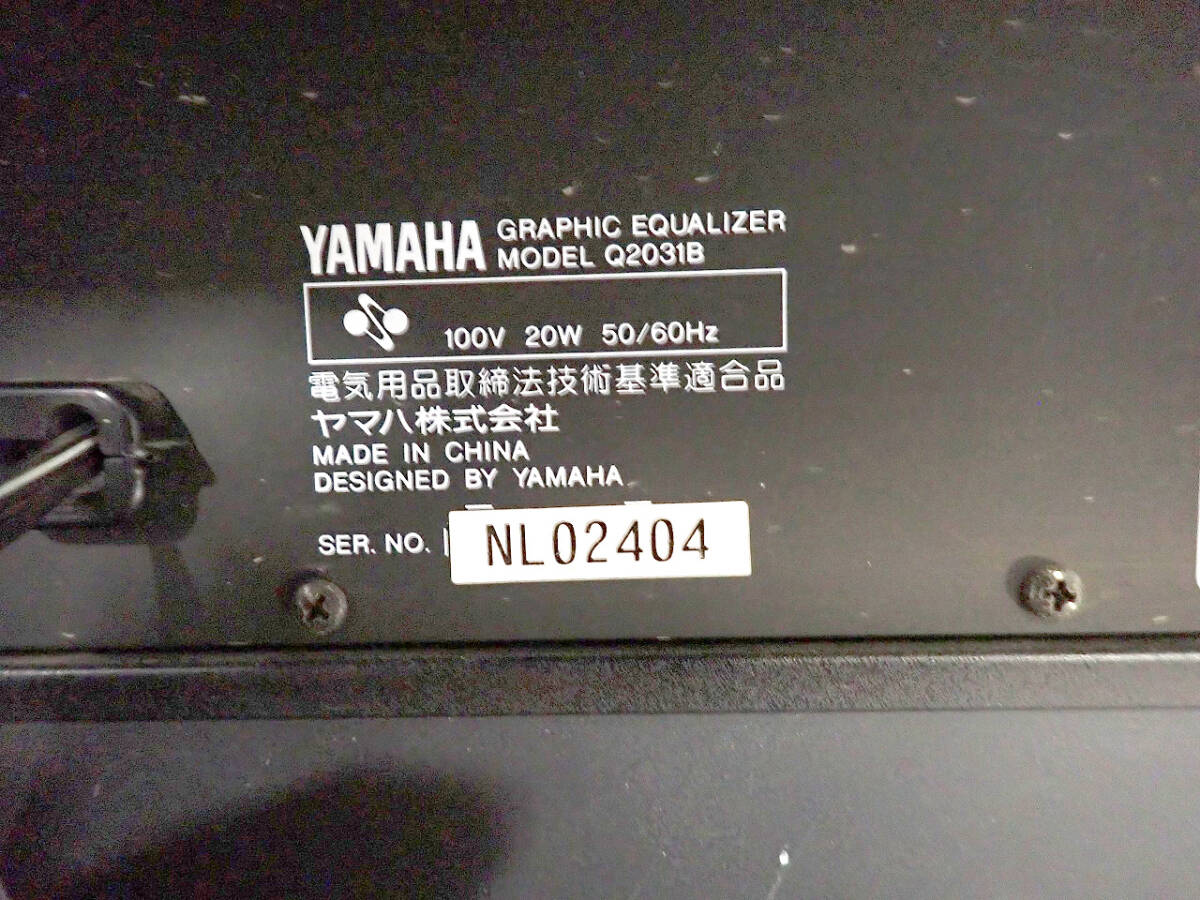 YAMAHA GRAPHIC EQUALIZER
MODEL Q2031B
100V 20W 50/60Hz
電気用品取締法技術基準適合品
ヤマハ株式会社
MADE IN CHINA
DESIGNED BY YAMAHA
SER. NO. NL02404